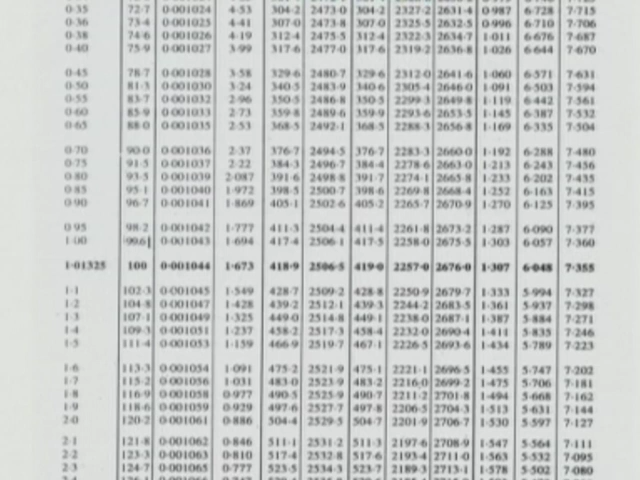 0·35 72·7 0·001024 4·53 304·2 2473·0 304·2 2327·2 2631·4 0·987 6·728 7·715
0·36 73·4 0·001025 4·41 307·0 2473·8 307·0 2325·5 2632·5 0·996 6·710 7·706
0·38 74·6 0·001026 4·19 312·4 2475·5 312·4 2322·3 2634·7 1·011 6·676 7·687
0·40 75·9 0·001027 3·99 317·6 2477·0 317·6 2319·2 2636·8 1·026 6·644 7·670
0·45 78·7 0·001028 3·58 329·6 2480·7 329·6 2312·0 2641·6 1·060 6·571 7·631
0·50 81·3 0·001030 3·24 340·5 2483·9 340·6 2305·4 2646·0 1·091 6·503 7·594
0·55 83·7 0·001032 2·96 350·5 2486·8 350·5 2299·3 2649·8 1·119 6·442 7·561
0·60 85·9 0·001033 2·73 359·8 2489·6 359·9 2293·6 2653·5 1·145 6·387 7·532
0·65 88·0 0·001035 2·53 368·5 2492·1 368·5 2288·3 2656·8 1·169 6·335 7·504
0·70 90·0 0·001036 2·37 376·7 2494·5 376·7 2283·3 2660·0 1·192 6·288 7·480
0·75 91·5 0·001037 2·22 384·3 2496·7 384·4 2278·6 2663·0 1·213 6·243 7·456
0·80 93·5 0·001039 2·087 391·6 2498·8 391·7 2274·1 2665·8 1·233 6·202 7·435
0·85 95·1 0·001040 1·972 398·5 2500·7 398·6 2269·8 2668·4 1·252 6·163 7·415
0·90 96·7 0·001041 1·869 405·1 2502·6 405·2 2265·7 2670·9 1·270 6·125 7·395
0·95 98·2 0·001042 1·777 411·3 2504·4 411·4 2261·8 2673·2 1·287 6·090 7·377
1·00 99·6 0·001043 1·694 417·4 2506·1 417·5 2258·0 2675·5 1·303 6·057 7·360
1·01325 100 0·001044 1·673 418·9 2506·5 419·0 2257·0 2676·0 1·307 6·048 7·355
1·1 102·3 0·001045 1·549 428·7 2509·2 428·8 2250·9 2679·7 1·333 5·994 7·327
1·2 104·8 0·001047 1·428 439·2 2512·1 439·3 2244·2 2683·5 1·361 5·937 7·298
1·3 107·1 0·001049 1·325 449·0 2514·8 449·1 2238·0 2687·1 1·387 5·884 7·271
1·4 109·3 0·001051 1·237 458·2 2517·3 458·4 2232·0 2690·4 1·411 5·835 7·246
1·5 111·4 0·001053 1·159 466·9 2519·7 467·1 2226·5 2693·6 1·434 5·789 7·223
1·6 113·3 0·001054 1·091 475·2 2521·9 475·1 2221·1 2696·5 1·455 5·747 7·202
1·7 115·2 0·001056 1·031 483·0 2523·9 483·2 2216·0 2699·2 1·475 5·706 7·181
1·8 116·9 0·001058 0·977 490·5 2525·9 490·7 2211·2 2701·8 1·494 5·668 7·162
1·9 118·6 0·001059 0·929 497·6 2527·7 497·8 2206·5 2704·3 1·513 5·631 7·144
2·0 120·2 0·001061 0·886 504·4 2529·5 504·7 2201·9 2706·7 1·530 5·597 7·127
2·1 121·8 0·001062 0·846 511·1 2531·2 511·3 2197·6 2708·9 1·547 5·564 7·111
2·2 123·3 0·001063 0·810 517·4 2532·8 517·6 2193·4 2711·0 1·563 5·532 7·095
2·3 124·7 0·001065 0·777 523·5 2534·3 523·7 2189·3 2713·1 1·578 5·502 7·080